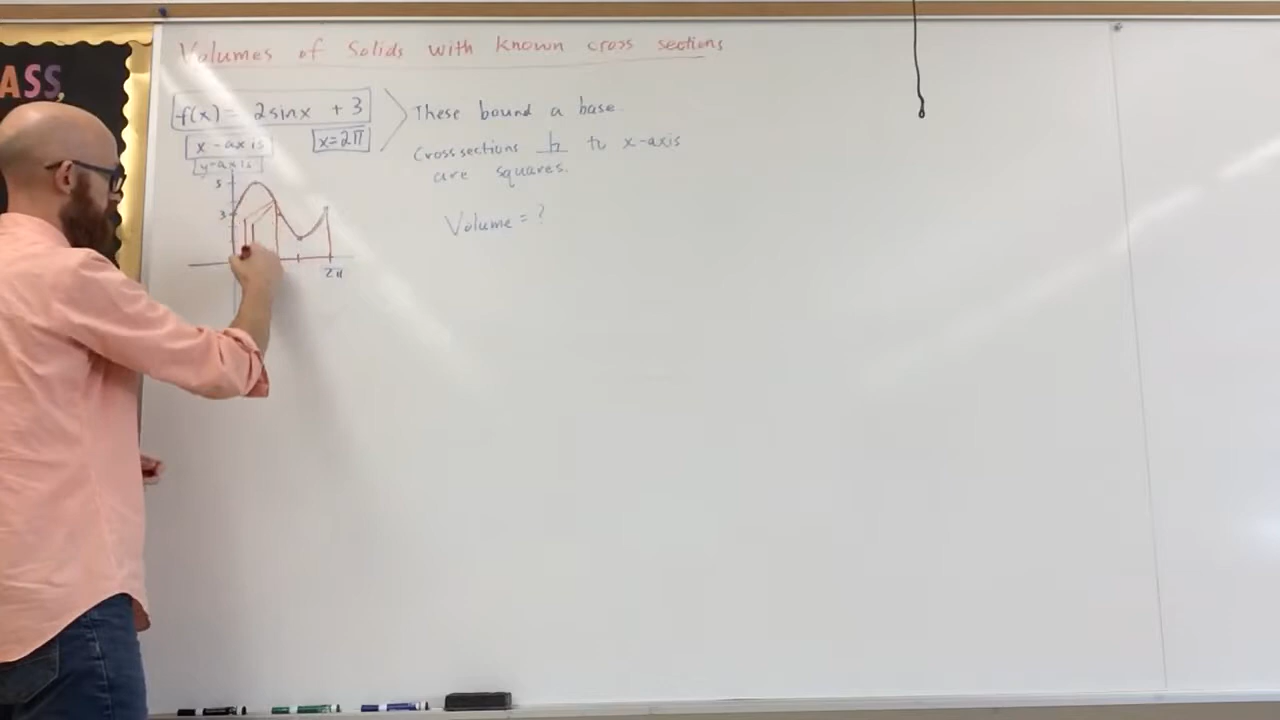 ASS,
Volumes of Solids with known cross sections
f(x) = 2sinx + 3
x-axis
x=2π
y-axis
These bound a base.
Cross sections ⊥ to x-axis
are squares.
Volume = ?
5
3
2π